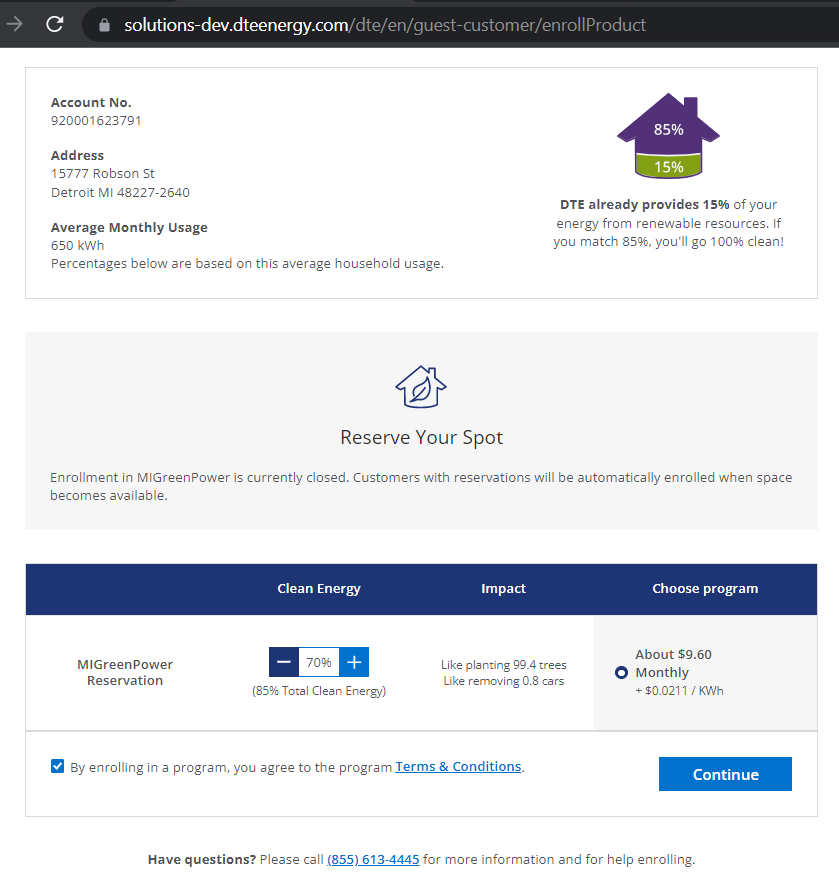 solutions-dev.dteenergy.com/dte/en/guest-customer/enrollProduct
Account No.
920001623791
Address
15777 Robson St
Detroit MI 48227-2640
Average Monthly Usage
650 kWh
Percentages below are based on this average household usage.
85%
15%
DTE already provides 15% of your
energy from renewable resources. If
you match 85%, you'll go 100% clean!
Reserve Your Spot
Enrollment in MIGreenPower is currently closed. Customers with reservations will be automatically enrolled when space
becomes available.
Clean Energy Impact Choose program
MIGreenPower
Reservation
70%
(85% Total Clean Energy)
Like planting 99.4 trees
Like removing 0.8 cars
About $9.60
Monthly
+ $0.0211 / KWh
By enrolling in a program, you agree to the program Terms & Conditions.
Continue
Have questions? Please call (855) 613-4445 for more information and for help enrolling.